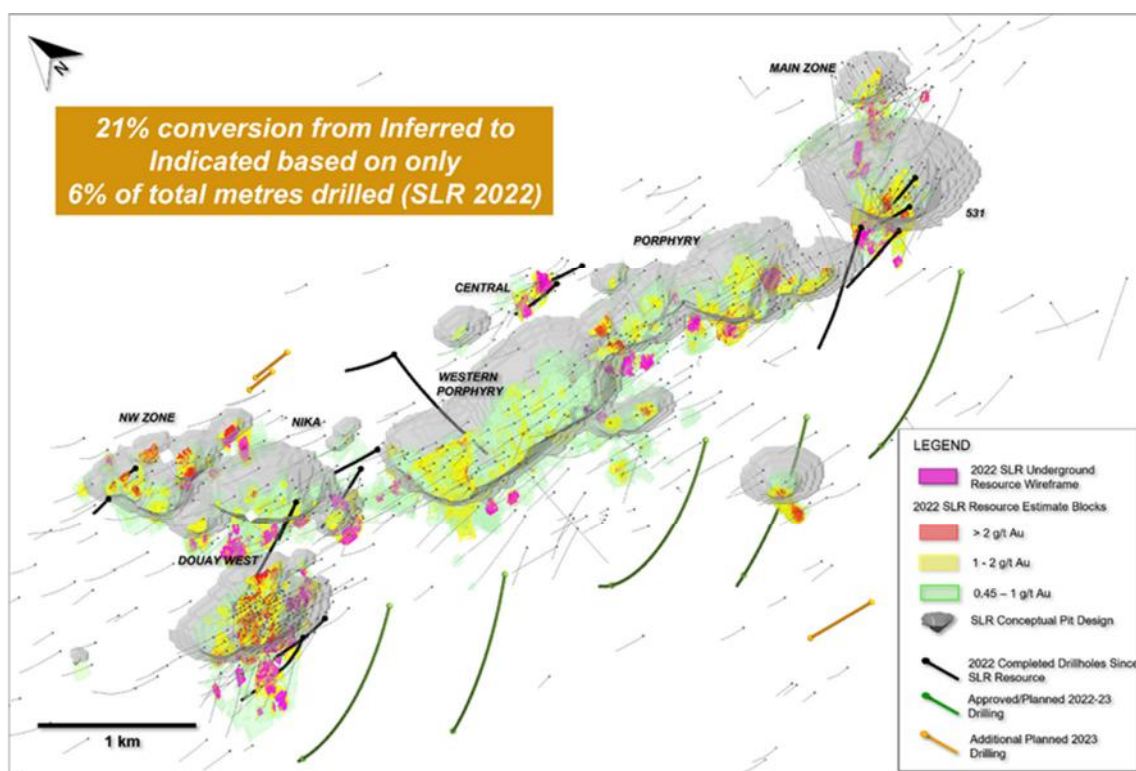 N
21% conversion from Inferred to
Indicated based on only
6% of total metres drilled (SLR 2022)
MAIN ZONE
531
PORPHYRY
CENTRAL
WESTERN
PORPHYRY
NW ZONE
NIKA
DOUAY WEST
1 km
LEGEND
2022 SLR Underground
Resource Wireframe
2022 SLR Resource Estimate Blocks
> 2 g/t Au
1 - 2 g/t Au
0.45 – 1 g/t Au
SLR Conceptual Pit Design
2022 Completed Drillholes Since
SLR Resource
Approved/Planned 2022-23
Drilling
Additional Planned 2023
Drilling